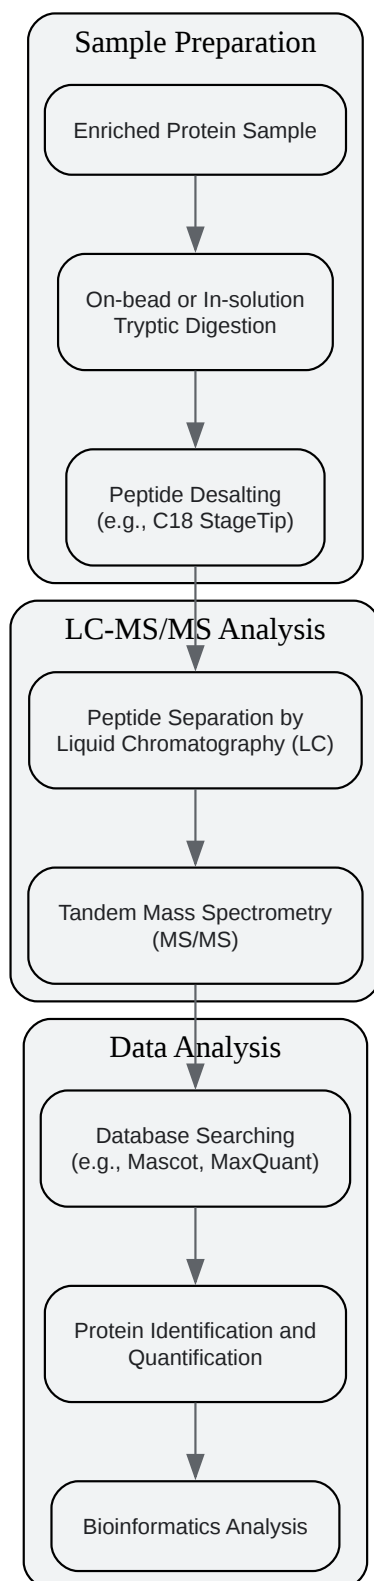 Sample Preparation
Enriched Protein Sample
On-bead or In-solution
Tryptic Digestion
Peptide Desalting
(e.g., C18 StageTip)
LC-MS/MS Analysis
Peptide Separation by
Liquid Chromatography (LC)
Tandem Mass Spectrometry
(MS/MS)
Data Analysis
Database Searching
(e.g., Mascot, MaxQuant)
Protein Identification and
Quantification
Bioinformatics Analysis